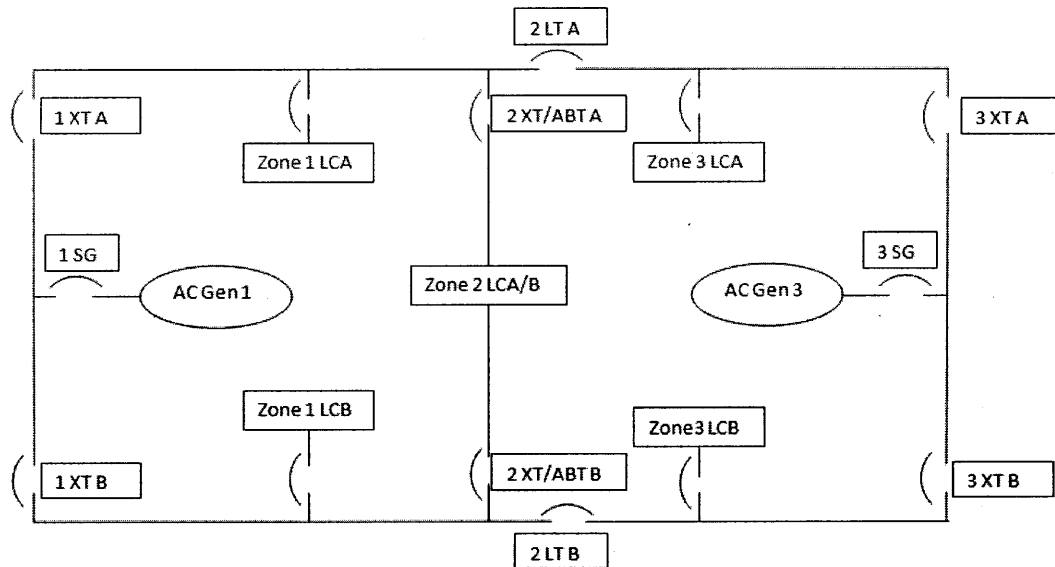 2 LT A
1 XT A
2 XT/ABT A
3 XT A
Zone 1 LCA
Zone 3 LCA
1 SG
3 SG
AC Gen 1
Zone 2 LCA/B
AC Gen 3
Zone 1 LCB
Zone3 LCB
1 XT B
2 XT/ABT B
3 XT B
2 LT B